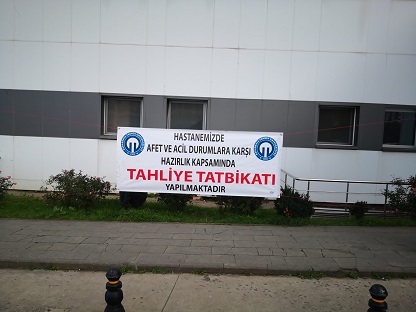 HASTANEMİZDE
AFET VE ACİL DURUMLARA KARŞI
HAZIRLIK KAPSAMINDA
TAHLİYE TATBİKATI
YAPILMAKTADIR